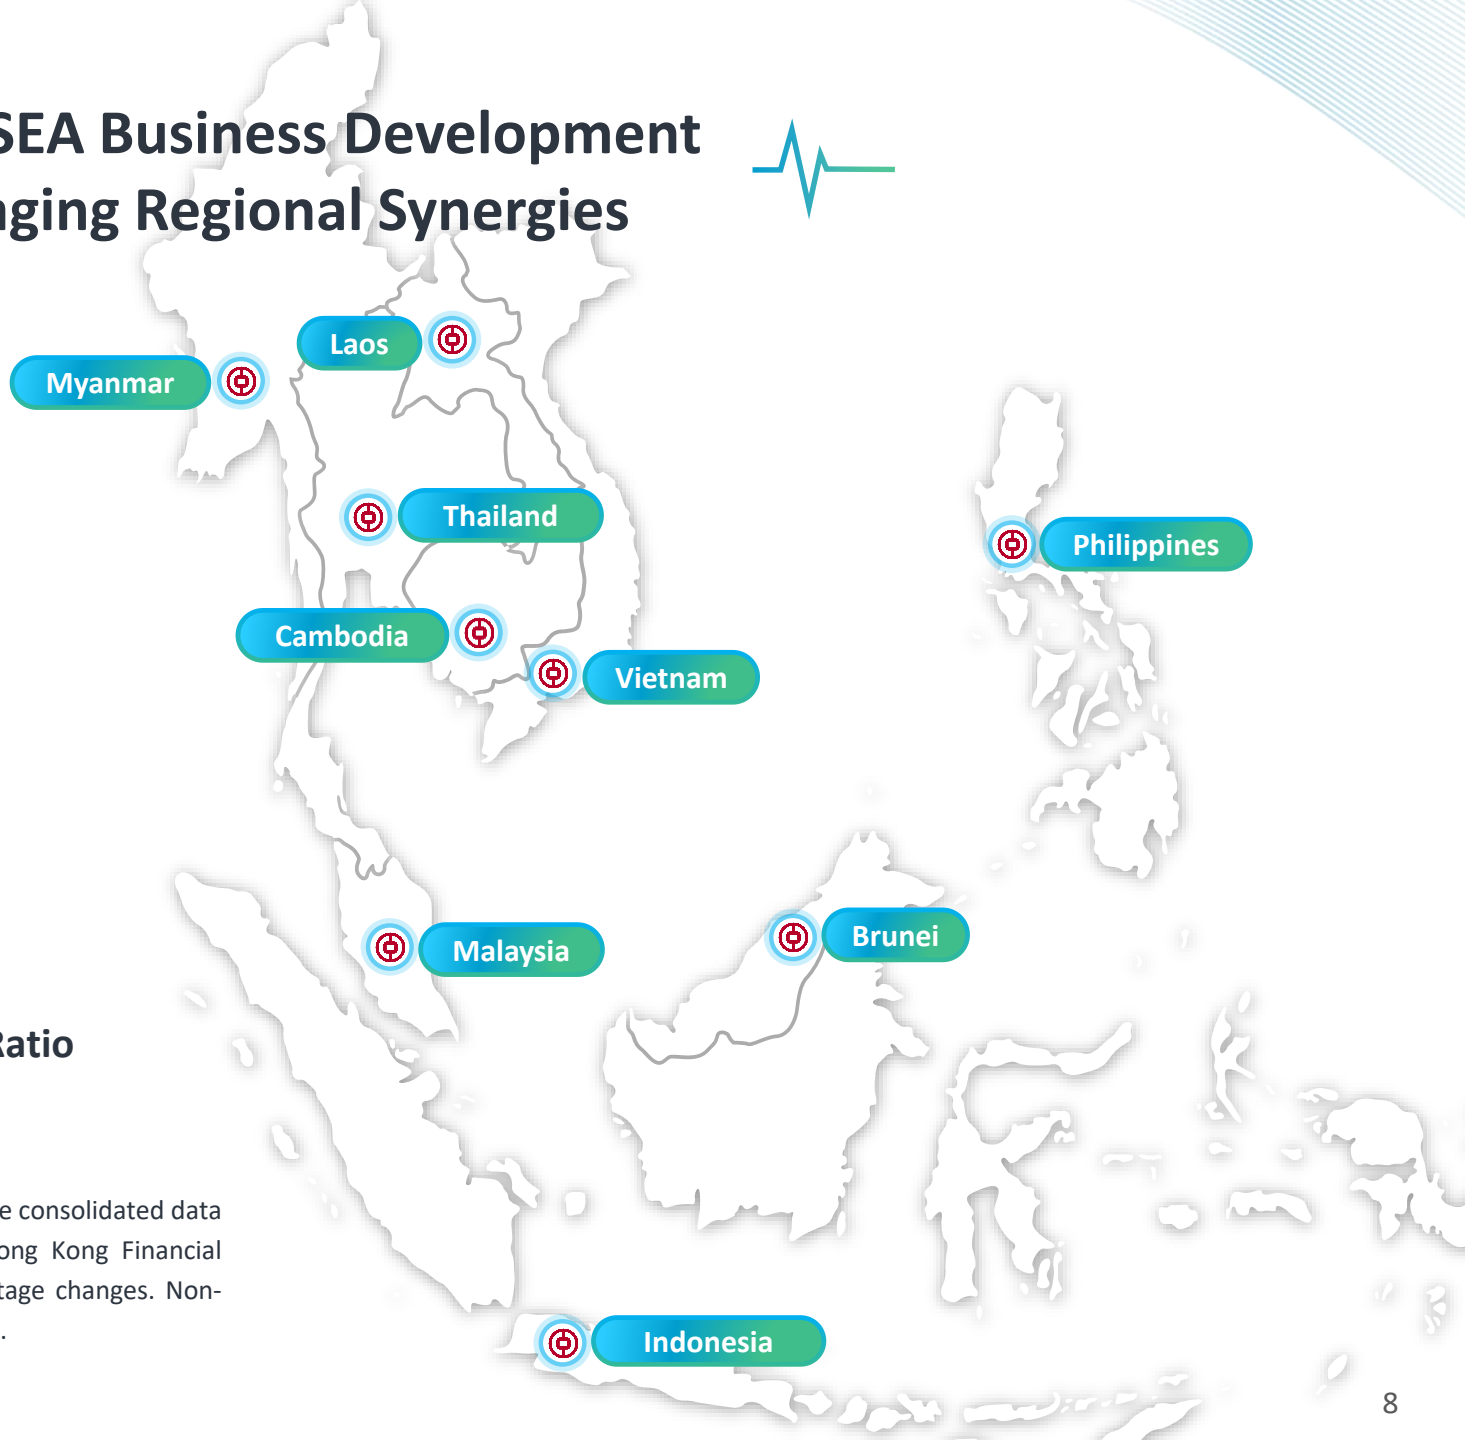 SEA Business Development
ging Regional Synergies
Laos
Myanmar
Thailand
Philippines
Cambodia
Vietnam
Brunei
Malaysia
Ratio
e consolidated data
ong Kong Financial
tage changes. Non-
.
Indonesia
8